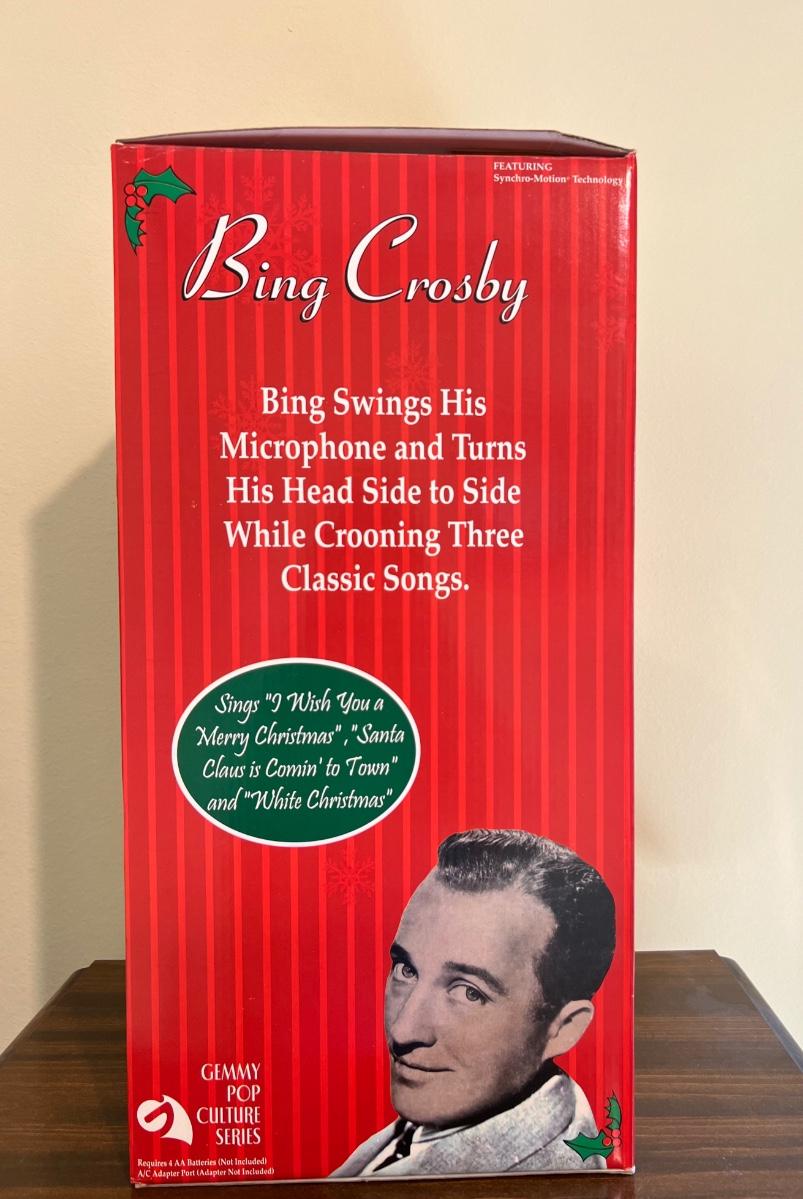 FEATURING
Synchro-Motion® Technology
Bing Crosby
Bing Swings His
Microphone and Turns
His Head Side to Side
While Crooning Three
Classic Songs.
Sings "I Wish You a
Merry Christmas", "Santa
Claus is Comin' to Town"
and "White Christmas"
GEMMY
POP
CULTURE
SERIES
Requires 4 AA Batteries (Not Included)
A/C Adapter Port (Adapter Not Included)